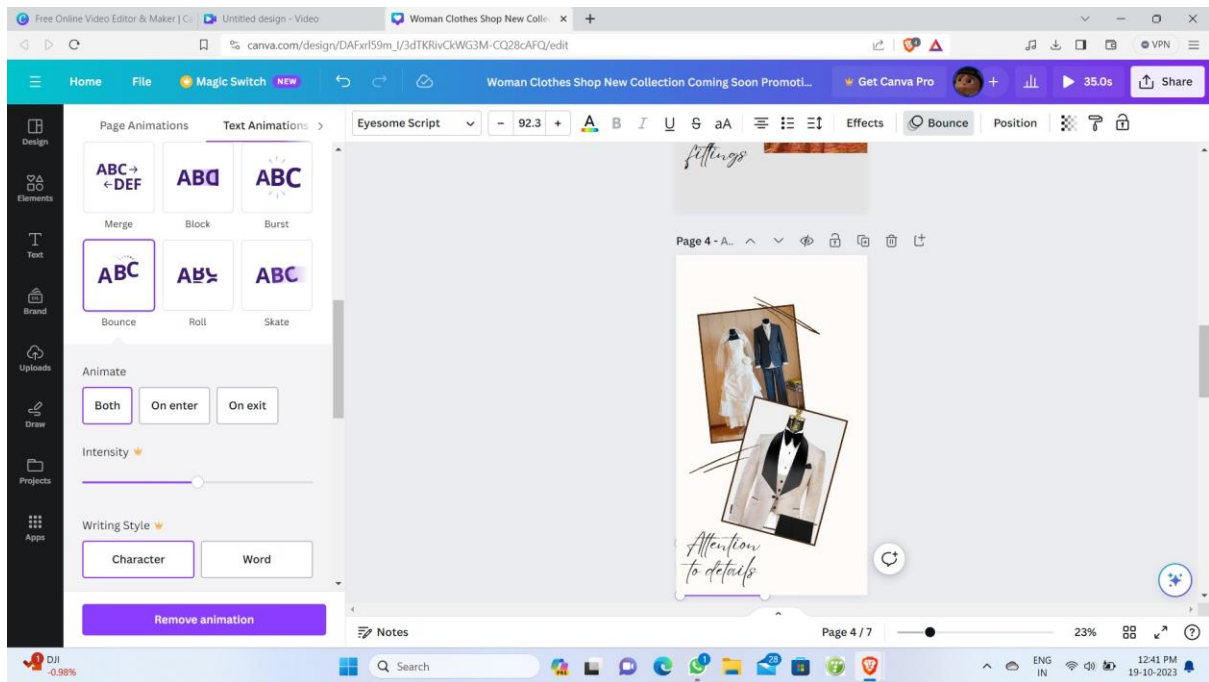 Free Online Video Editor & Maker | Ca
Untitled design - Video
Woman Clothes Shop New Colle
canva.com/design/DAFxrl59m_I/3dTKRivCkWG3M-CQ28cAFQ/edit
VPN
Home File Magic Switch NEW Woman Clothes Shop New Collection Coming Soon Promoti... Get Canva Pro 35.0s Share
Page Animations Text Animations
Eyesome Script - 92.3 + A B I U S aA Effects Bounce Position
Design
Elements
Text
Brand
Uploads
Draw
Projects
Apps
ABC→ ←DEF
ABC
ABC
Merge Block Burst
ABC
ABC
ABC
Bounce Roll Skate
Animate
Both On enter On exit
Intensity
Writing Style
Character Word
Remove animation
fittings
Page 4 - A..
Attention
to details
Notes Page 4 / 7 23%
DJI
-0.98%
Search
PRE
28
ENG
IN
12:41 PM
19-10-2023